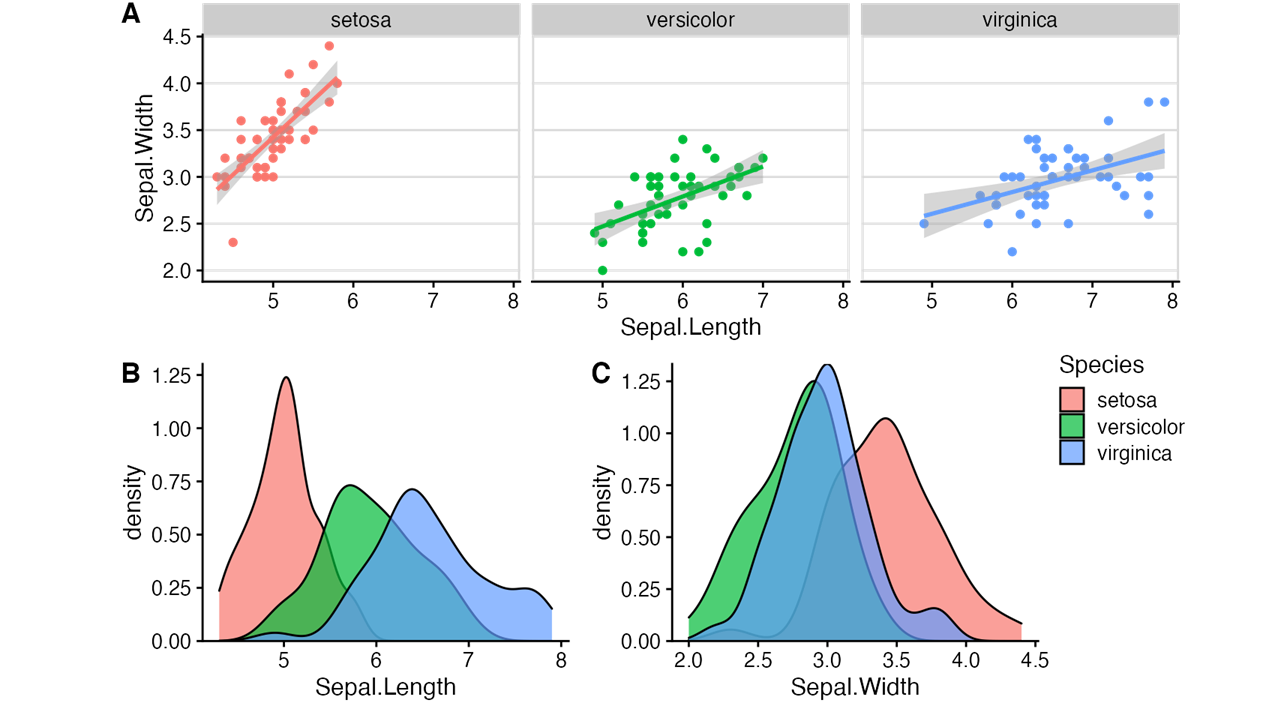 A
setosa versicolor virginica
4.5
4.0
3.5
3.0
2.5
2.0
Sepal.Width
5 6 7 8 5 6 7 8 5 6 7 8
Sepal.Length
B
1.25
1.00
0.75
0.50
0.25
0.00
density
5 6 7 8
Sepal.Length
C
1.25
1.00
0.75
0.50
0.25
0.00
density
2.0 2.5 3.0 3.5 4.0 4.5
Sepal.Width
Species
setosa
versicolor
virginica